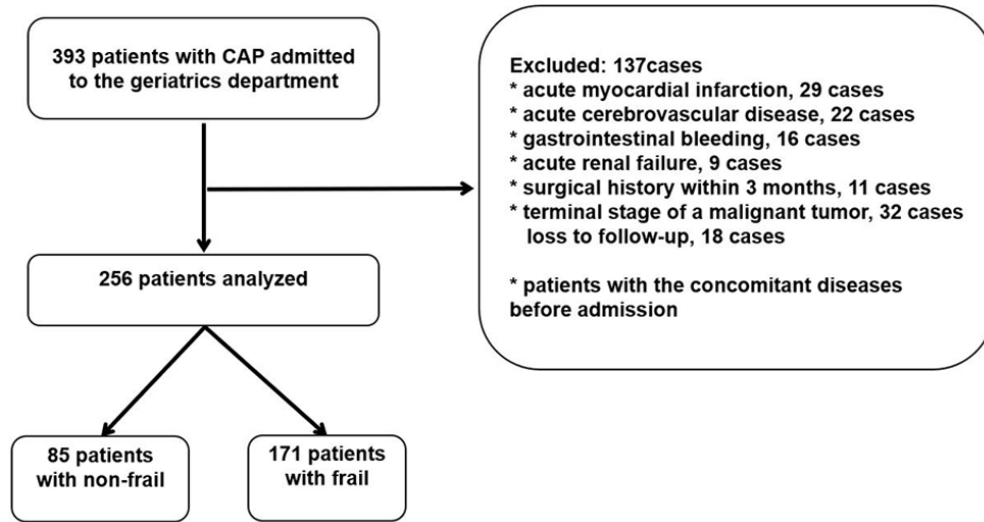 393 patients with CAP admitted
to the geriatrics department
Excluded: 137cases
* acute myocardial infarction, 29 cases
* acute cerebrovascular disease, 22 cases
* gastrointestinal bleeding, 16 cases
* acute renal failure, 9 cases
* surgical history within 3 months, 11 cases
* terminal stage of a malignant tumor, 32 cases
loss to follow-up, 18 cases
* patients with the concomitant diseases
before admission
256 patients analyzed
85 patients
with non-frail
171 patients
with frail